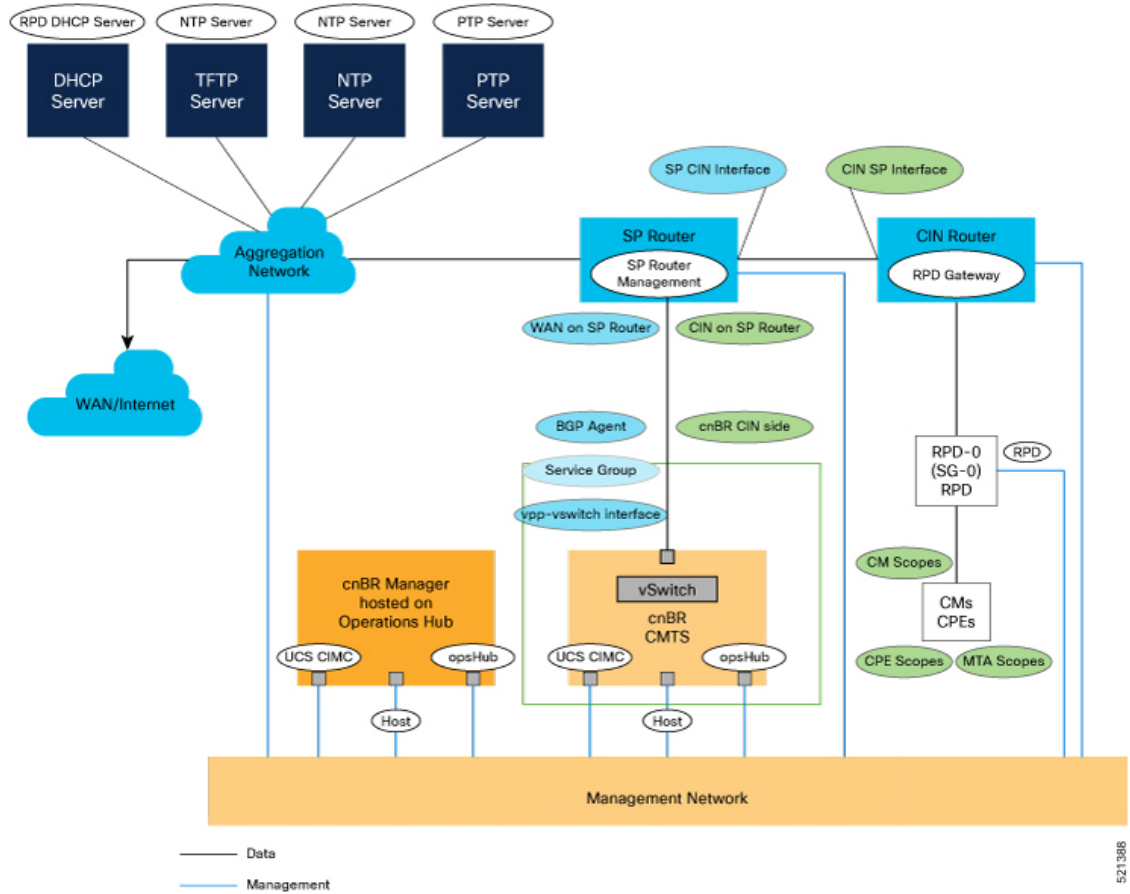 RPD DHCP Server
NTP Server
NTP Server
PTP Server
DHCP
Server
TFTP
Server
NTP
Server
PTP
Server
SP CIN Interface
CIN SP Interface
Aggregation
Network
SP Router
SP Router
Management
CIN Router
RPD Gateway
WAN on SP Router
CIN on SP Router
WAN/Internet
BGP Agent
cnBR CIN side
Service Group
vpp-vswitch interface
RPD-0
(SG-0)
RPD
RPD
CM Scopes
CMs
CPEs
CPE Scopes
MTA Scopes
cnBR Manager
hosted on
Operations Hub
UCS CIMC
opsHub
Host
vSwitch
cnBR
CMTS
UCS CIMC
opsHub
Host
Management Network
Data
Management
521388